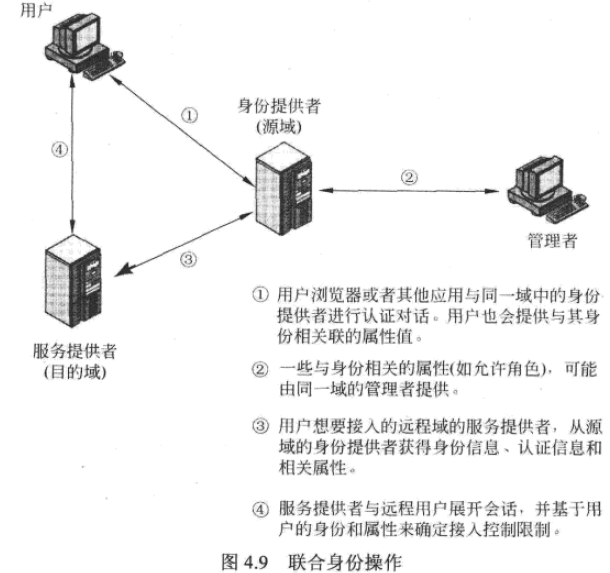 用户
身份提供者
(源域)
①
④
②
③
管理者
服务提供者
(目的域)
① 用户浏览器或者其他应用与同一域中的身份
提供者进行认证对话。用户也会提供与其身
份相关联的属性值。
② 一些与身份相关的属性(如允许角色)，可能
由同一域的管理者提供。
③ 用户想要接入的远程域的服务提供者，从源
域的身份提供者获得身份信息、认证信息和
相关属性。
④ 服务提供者与远程用户展开会话，并基于用
户的身份和属性来确定接入控制限制。
图 4.9 联合身份操作